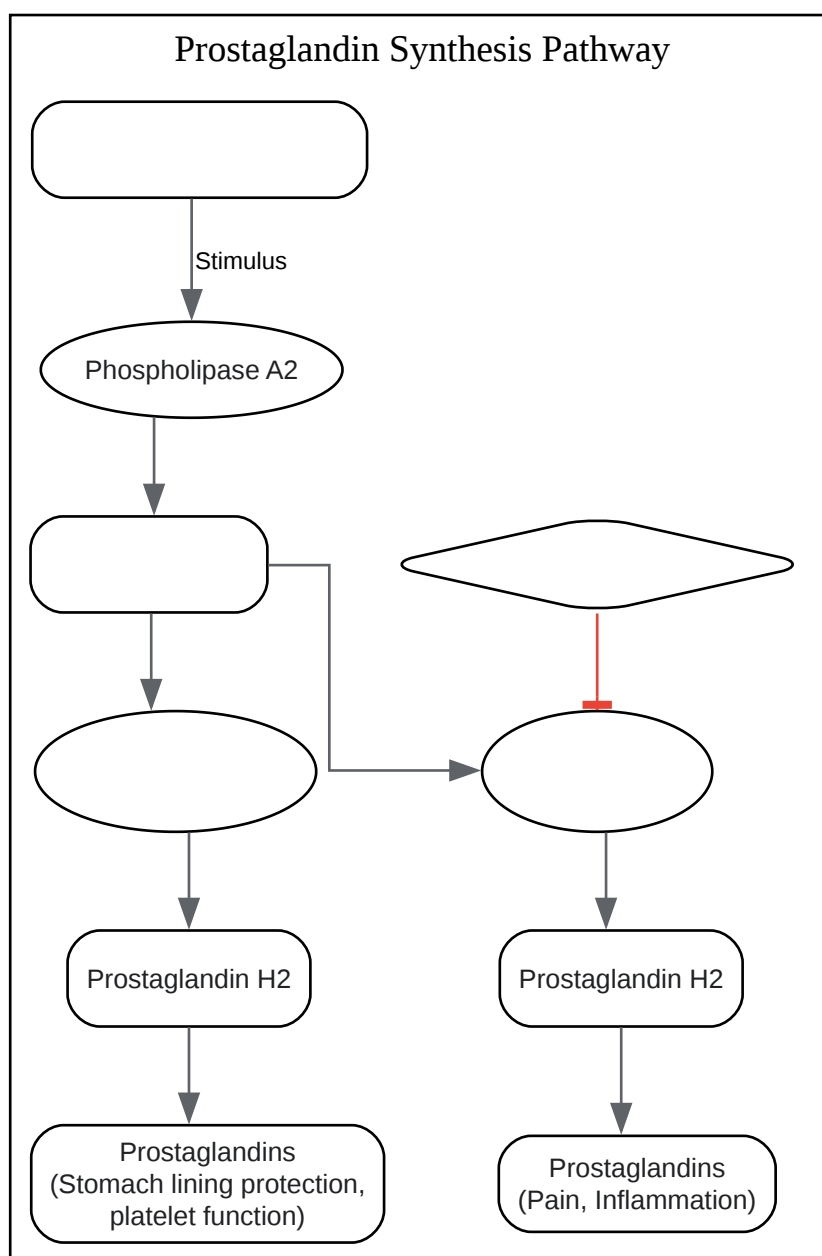 Prostaglandin Synthesis Pathway
Stimulus
Phospholipase A2
Prostaglandin H2
Prostaglandin H2
Prostaglandins
(Stomach lining protection,
platelet function)
Prostaglandins
(Pain, Inflammation)